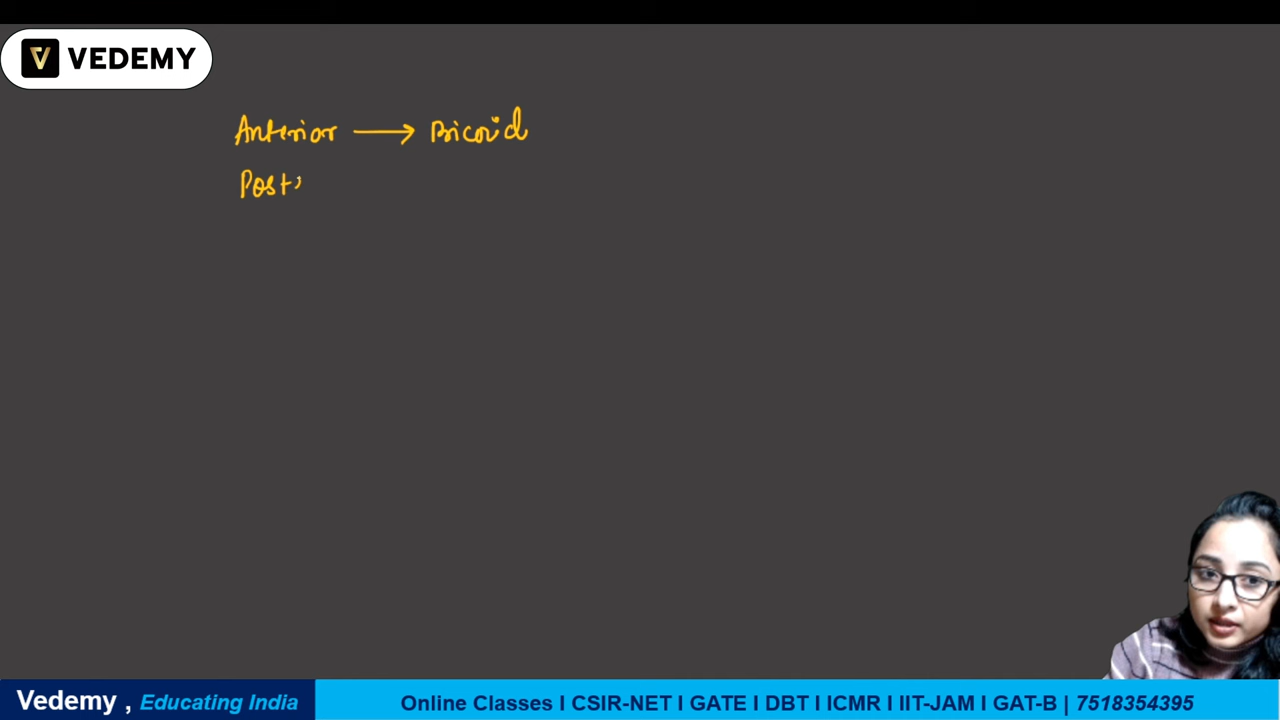 VEDEMY
Anterior → Bicoid
Post
Vedemy , Educating India
Online Classes I CSIR-NET I GATE I DBT I ICMR I IIT-JAM I GAT-B | 7518354395